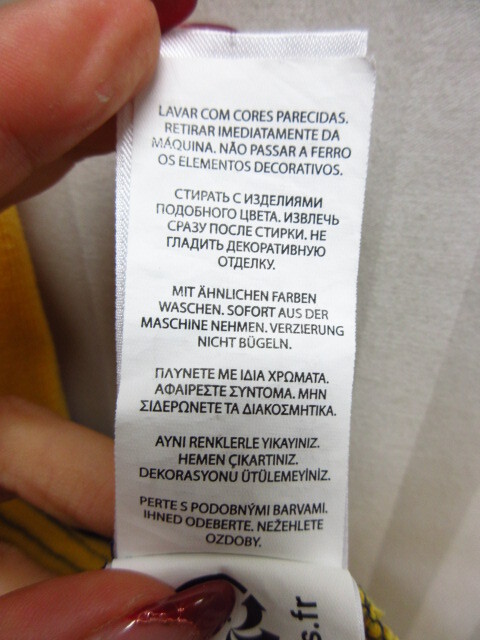 LAVAR COM CORES PARECIDAS.
RETIRAR IMEDIATAMENTE DA
MÁQUINA. NÃO PASSAR A FERRO
OS ELEMENTOS DECORATIVOS.
СТИРАТЬ С ИЗДЕЛИЯМИ
ПОДОБНОГО ЦВЕТА. ИЗВЛЕЧЬ
СРАЗУ ПОСЛЕ СТИРКИ. НЕ
ГЛАДИТЬ ДЕКОРАТИВНУЮ
ОТДЕЛКУ.
MIT ÄHNLICHEN FARBEN
WASCHEN. SOFORT AUS DER
MASCHINE NEHMEN. VERZIERUNG
NICHT BÜGELN.
ΠΛΥΝΕΤΕ ΜΕ ΙΔΙΑ ΧΡΩΜΑΤΑ.
ΑΦΑΙΡΕΣΤΕ ΣΥΝΤΟΜΑ. ΜΗΝ
ΣΙΔΕΡΩΝΕΤΕ ΤΑ ΔΙΑΚΟΣΜΗΤΙΚΑ.
AYNI RENKLERLE YIKAYINIZ.
HEMEN ÇIKARTINIZ.
DEKORASYONU ÜTÜLEMEYİNİZ.
PERTE S PODOBNÝMI BARVAMI.
IHNED ODEBERTE. NEŽEHLETE
OZDOBY.
s.fr